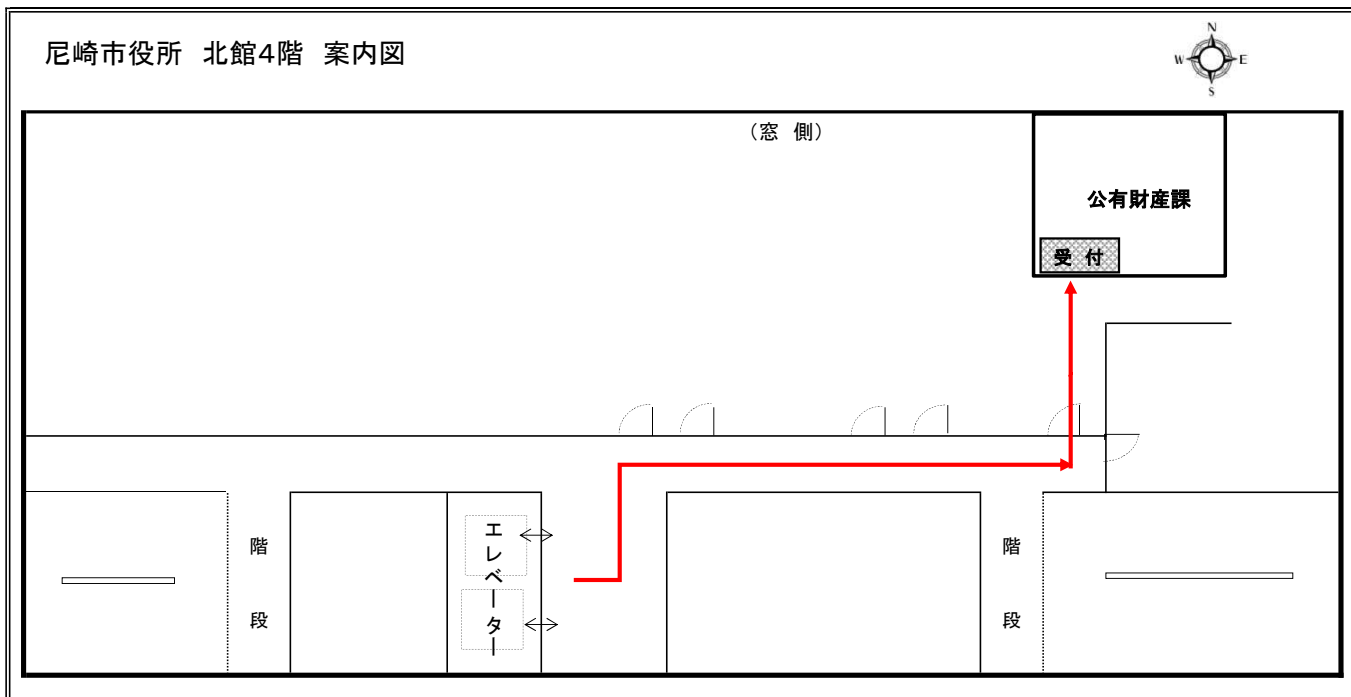 尼崎市役所 北館4階 案内図
N
W E
S
（窓 側）
公有財産課
受 付
エレベーター
階段
階段